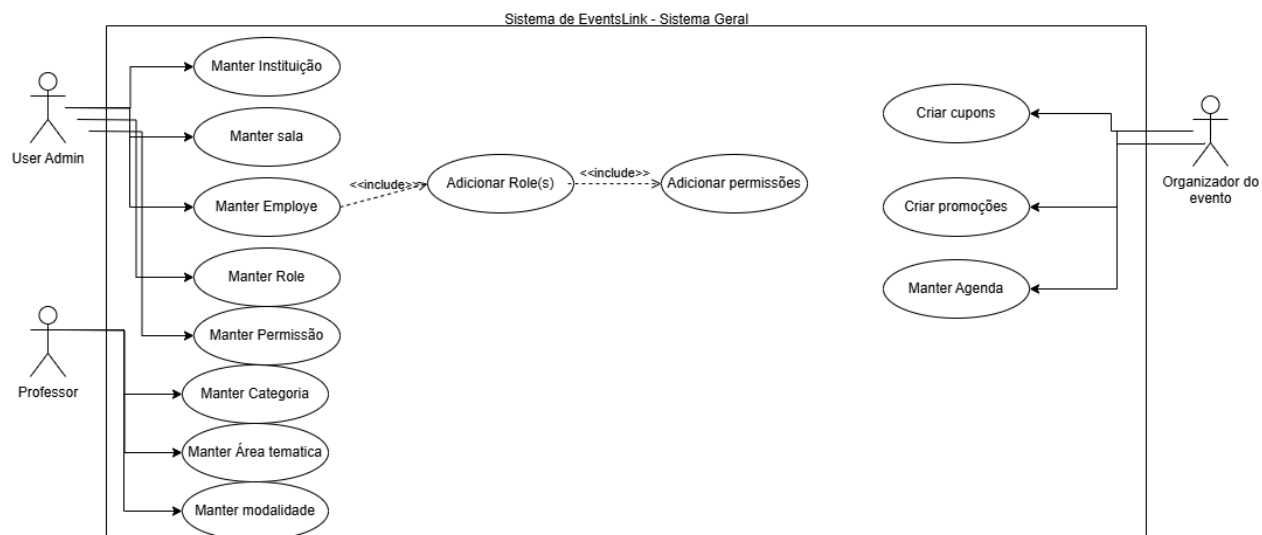 Sistema de EventsLink - Sistema Geral
Manter Instituição
User Admin
Manter sala
Manter Employe
<<include>>
Adicionar Role(s)
<<include>>
Adicionar permissões
Manter Role
Manter Permissão
Professor
Manter Categoria
Manter Área tematica
Manter modalidade
Criar cupons
Organizador do
evento
Criar promoções
Manter Agenda